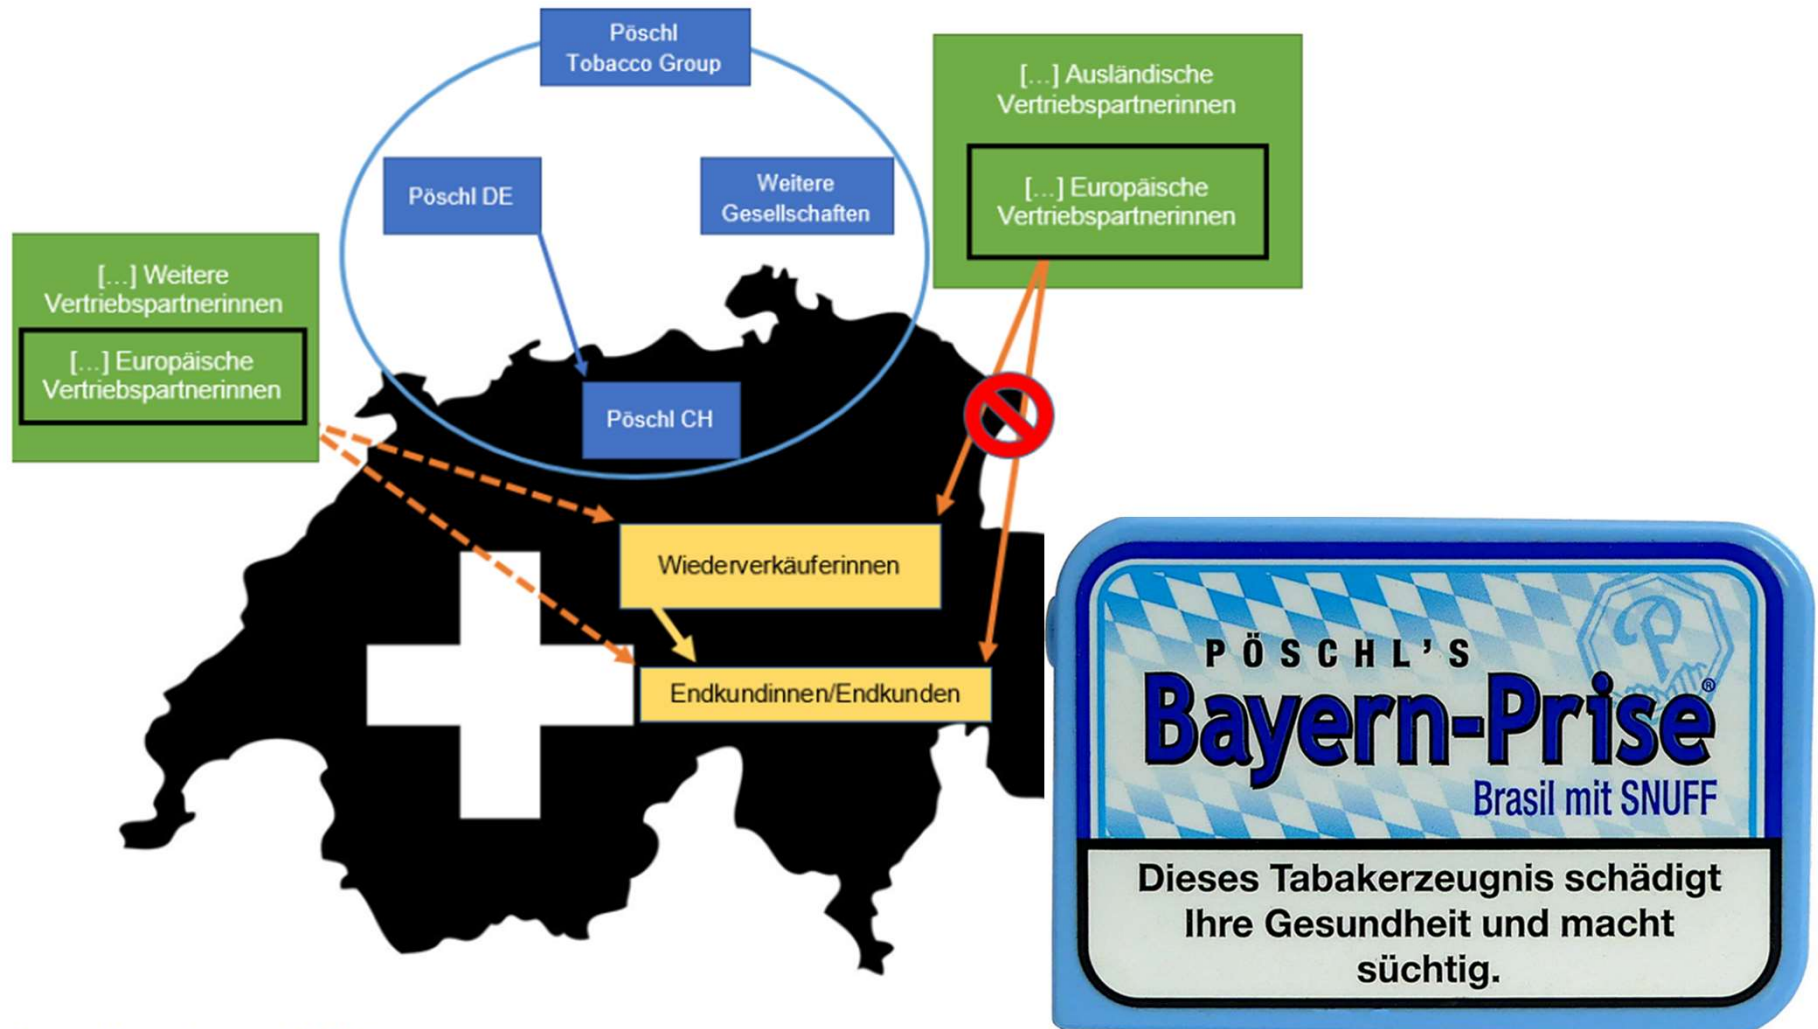 Pöschl
Tobacco Group
[...] Ausländische
Vertriebspartnerinnen
Pöschl DE
Weitere
Gesellschaften
[...] Europäische
Vertriebspartnerinnen
[...] Weitere
Vertriebspartnerinnen
[...] Europäische
Vertriebspartnerinnen
Pöschl CH
Wiederverkäuferinnen
Endkundinnen/Endkunden
P
PÖSCHL'S
Bayern-Prise®
Brasil mit SNUFF
Dieses Tabakerzeugnis schädigt
Ihre Gesundheit und macht
süchtig.